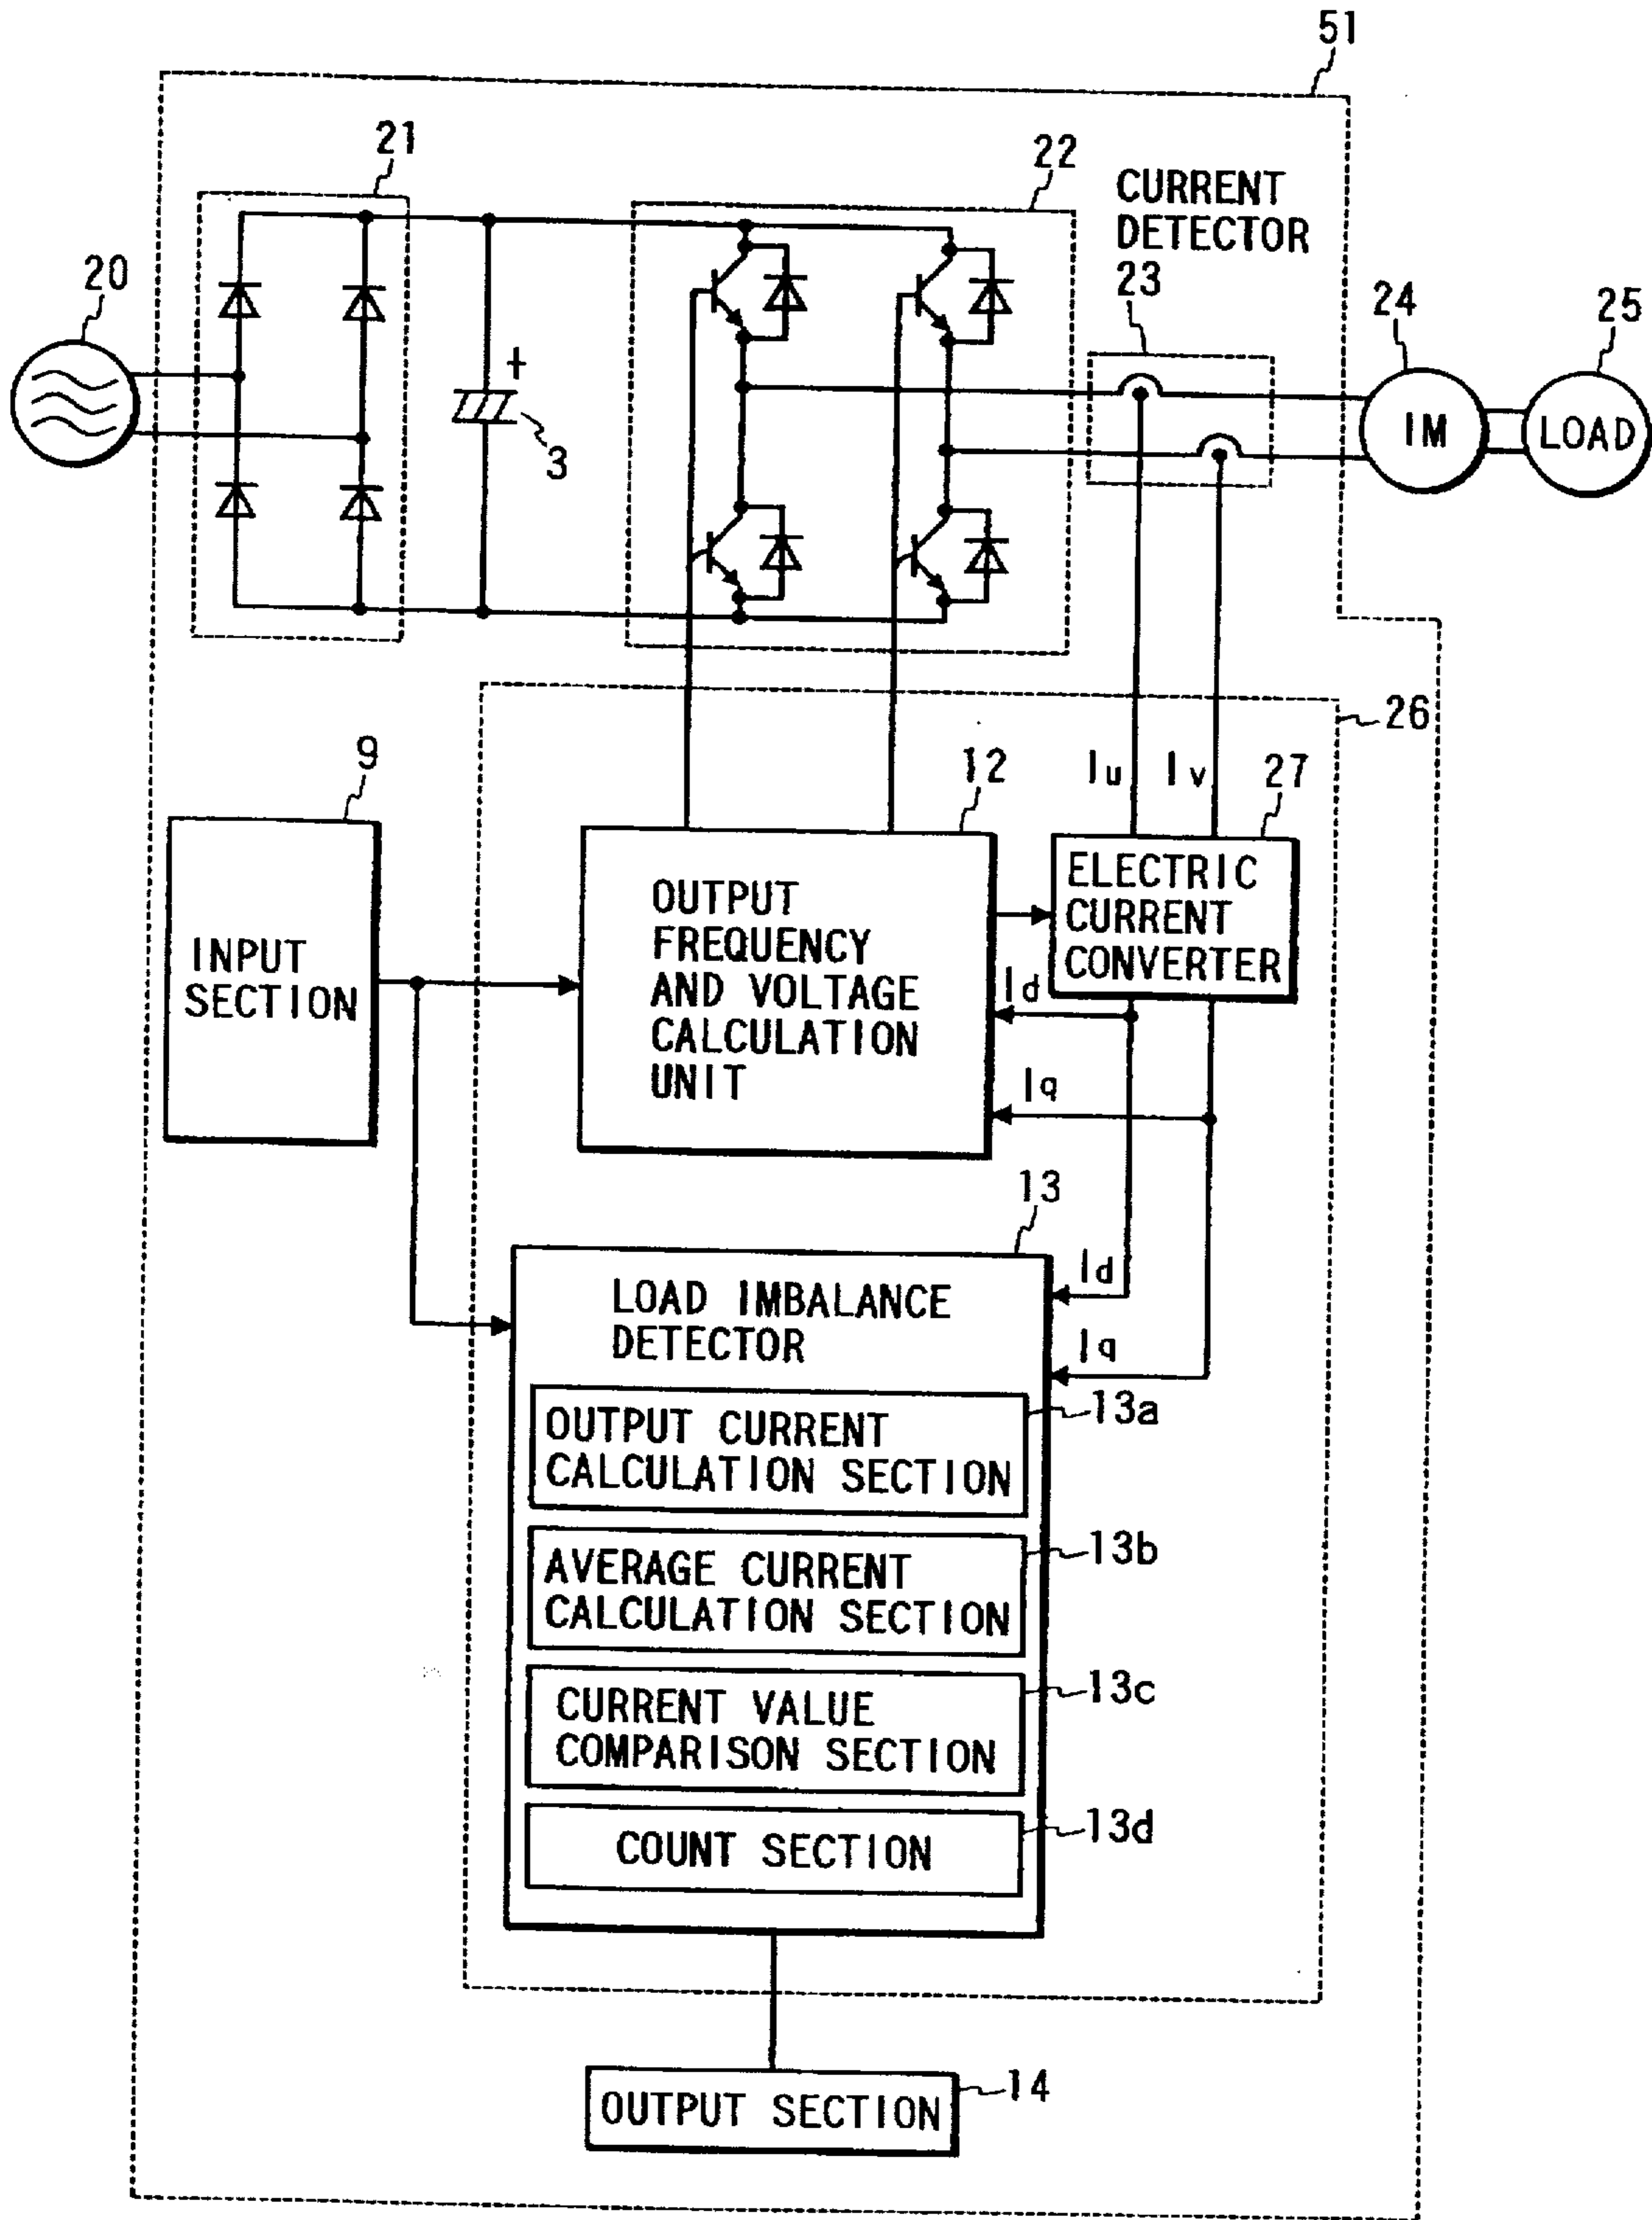 51
21
22
CURRENT
DETECTOR
23
20
24
25
+
3
IM
LOAD
26
9
12
Iu
Iv
27
INPUT
SECTION
OUTPUT
FREQUENCY
AND VOLTAGE
CALCULATION
UNIT
ELECTRIC
CURRENT
CONVERTER
Id
Iq
13
LOAD IMBALANCE
DETECTOR
Id
Iq
OUTPUT CURRENT
CALCULATION SECTION
13a
AVERAGE CURRENT
CALCULATION SECTION
13b
CURRENT VALUE
COMPARISON SECTION
13c
COUNT SECTION
13d
OUTPUT SECTION
14